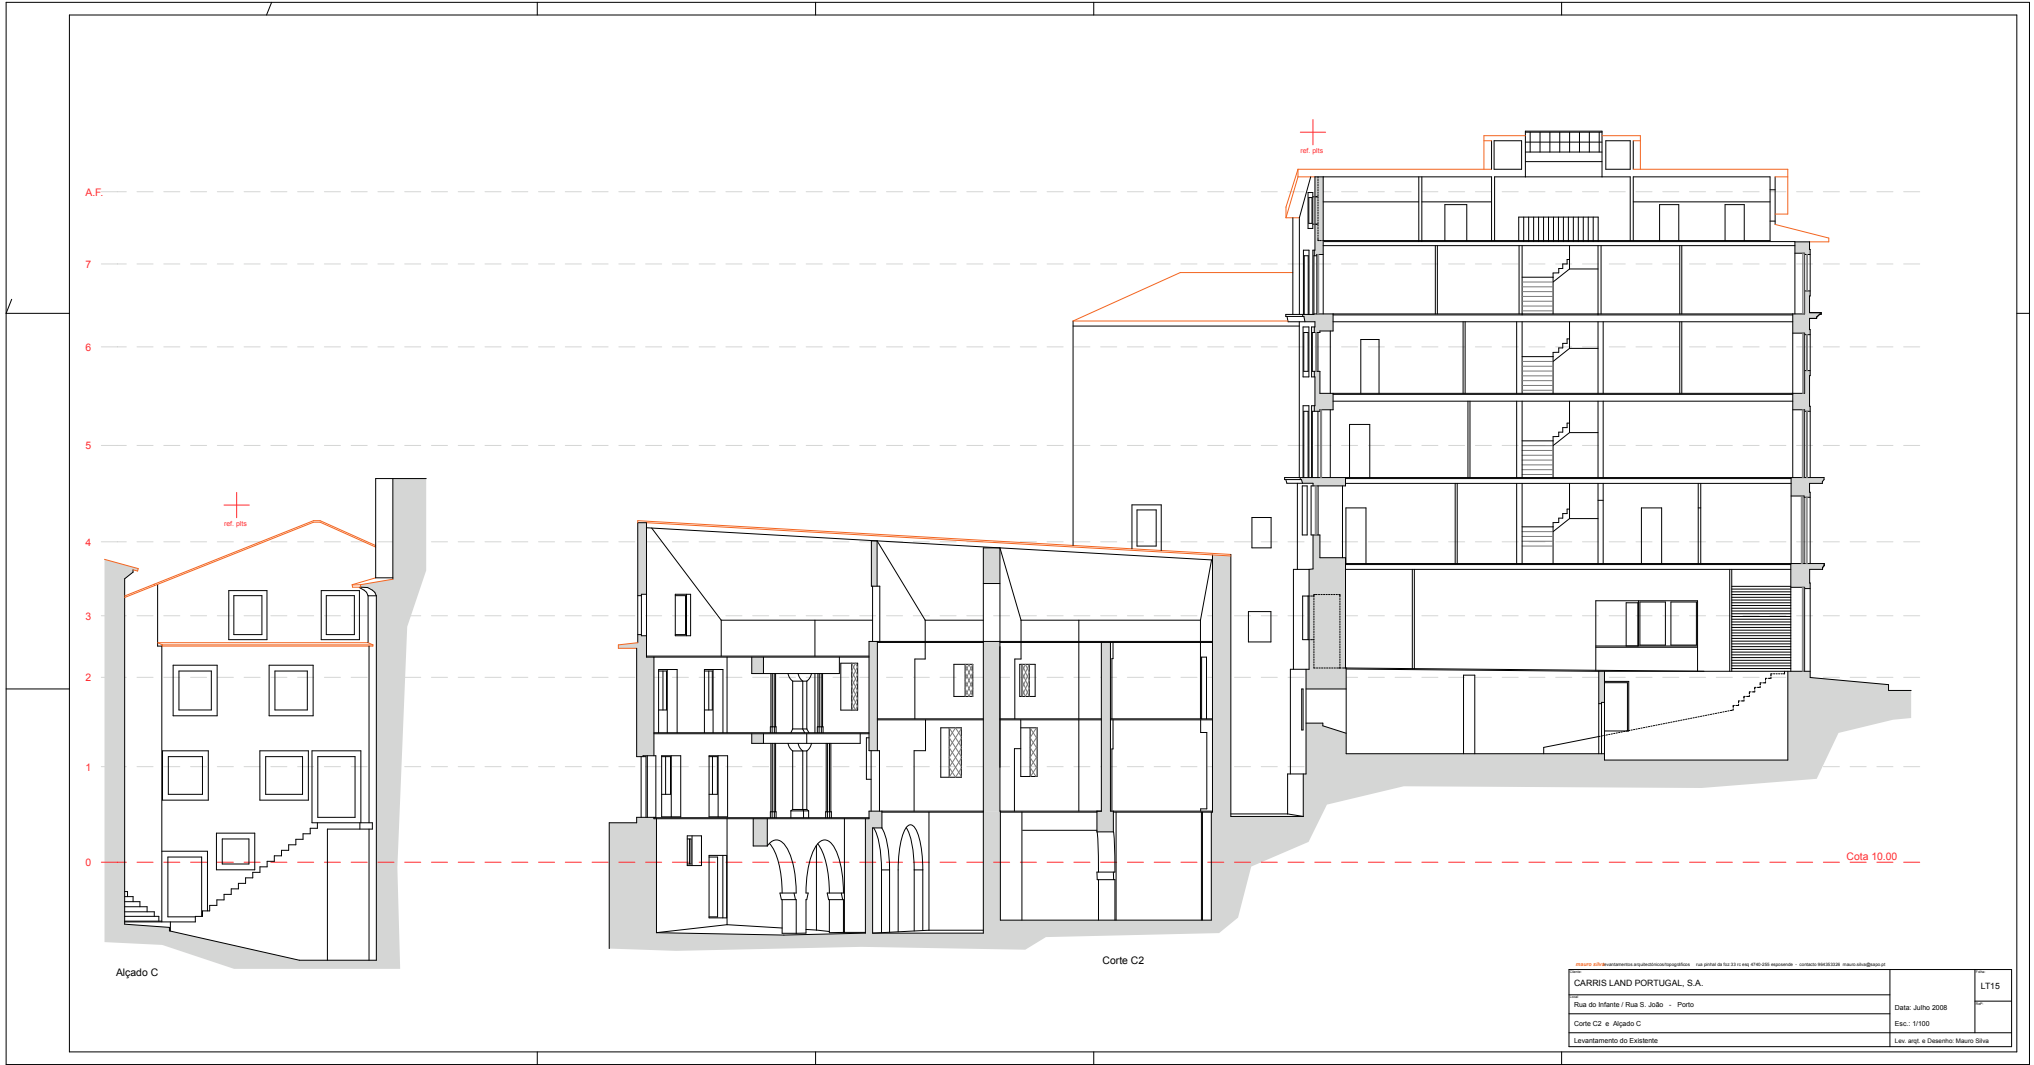 ref. plts
A.F.
7
6
5
ref. plts
4
3
2
1
0
Cota 10.00
Alçado C
Corte C2
CARRIS LAND PORTUGAL, S.A.
LT15
Rua do Infante / Rua S. João - Porto
Data: Julho 2008
Corte C2 e Alçado C
Esc.: 1/100
Levantamento do Existente
Lev. arqt. e Desenho: Mauro Silva